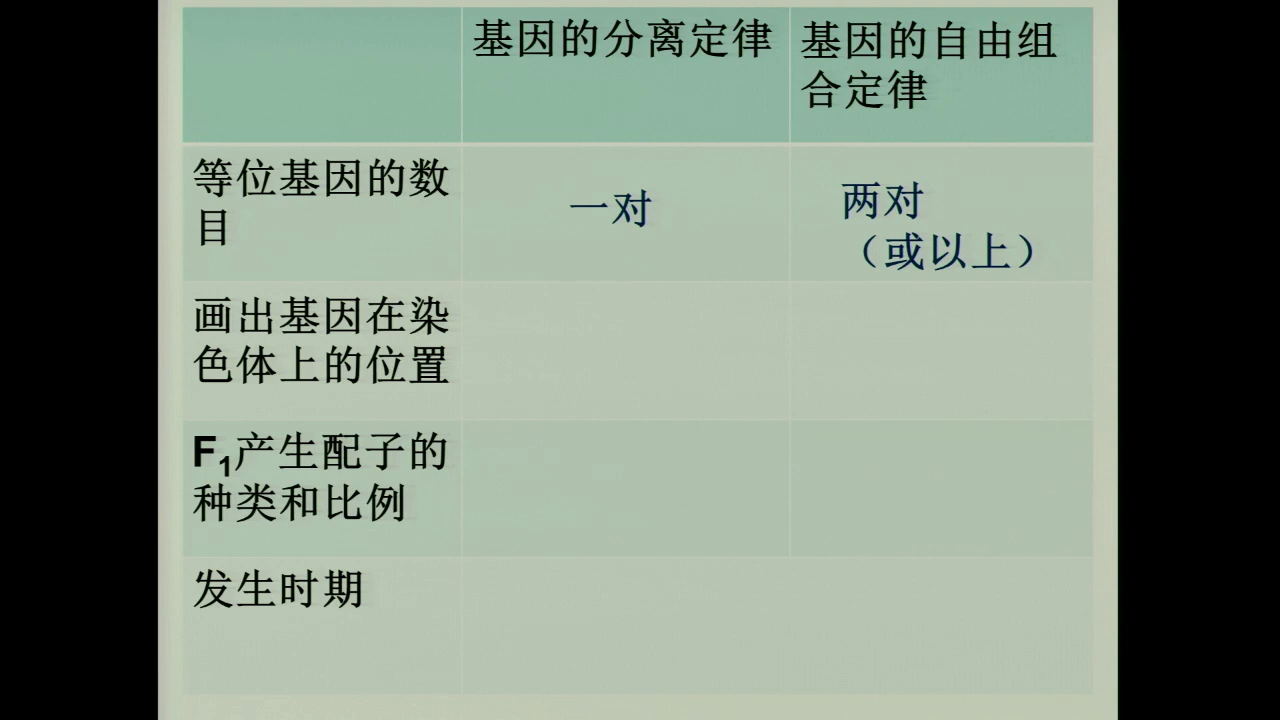 基因的分离定律
基因的自由组
合定律
等位基因的数
目
一对
两对
（或以上）
画出基因在染
色体上的位置
F₁产生配子的
种类和比例
发生时期